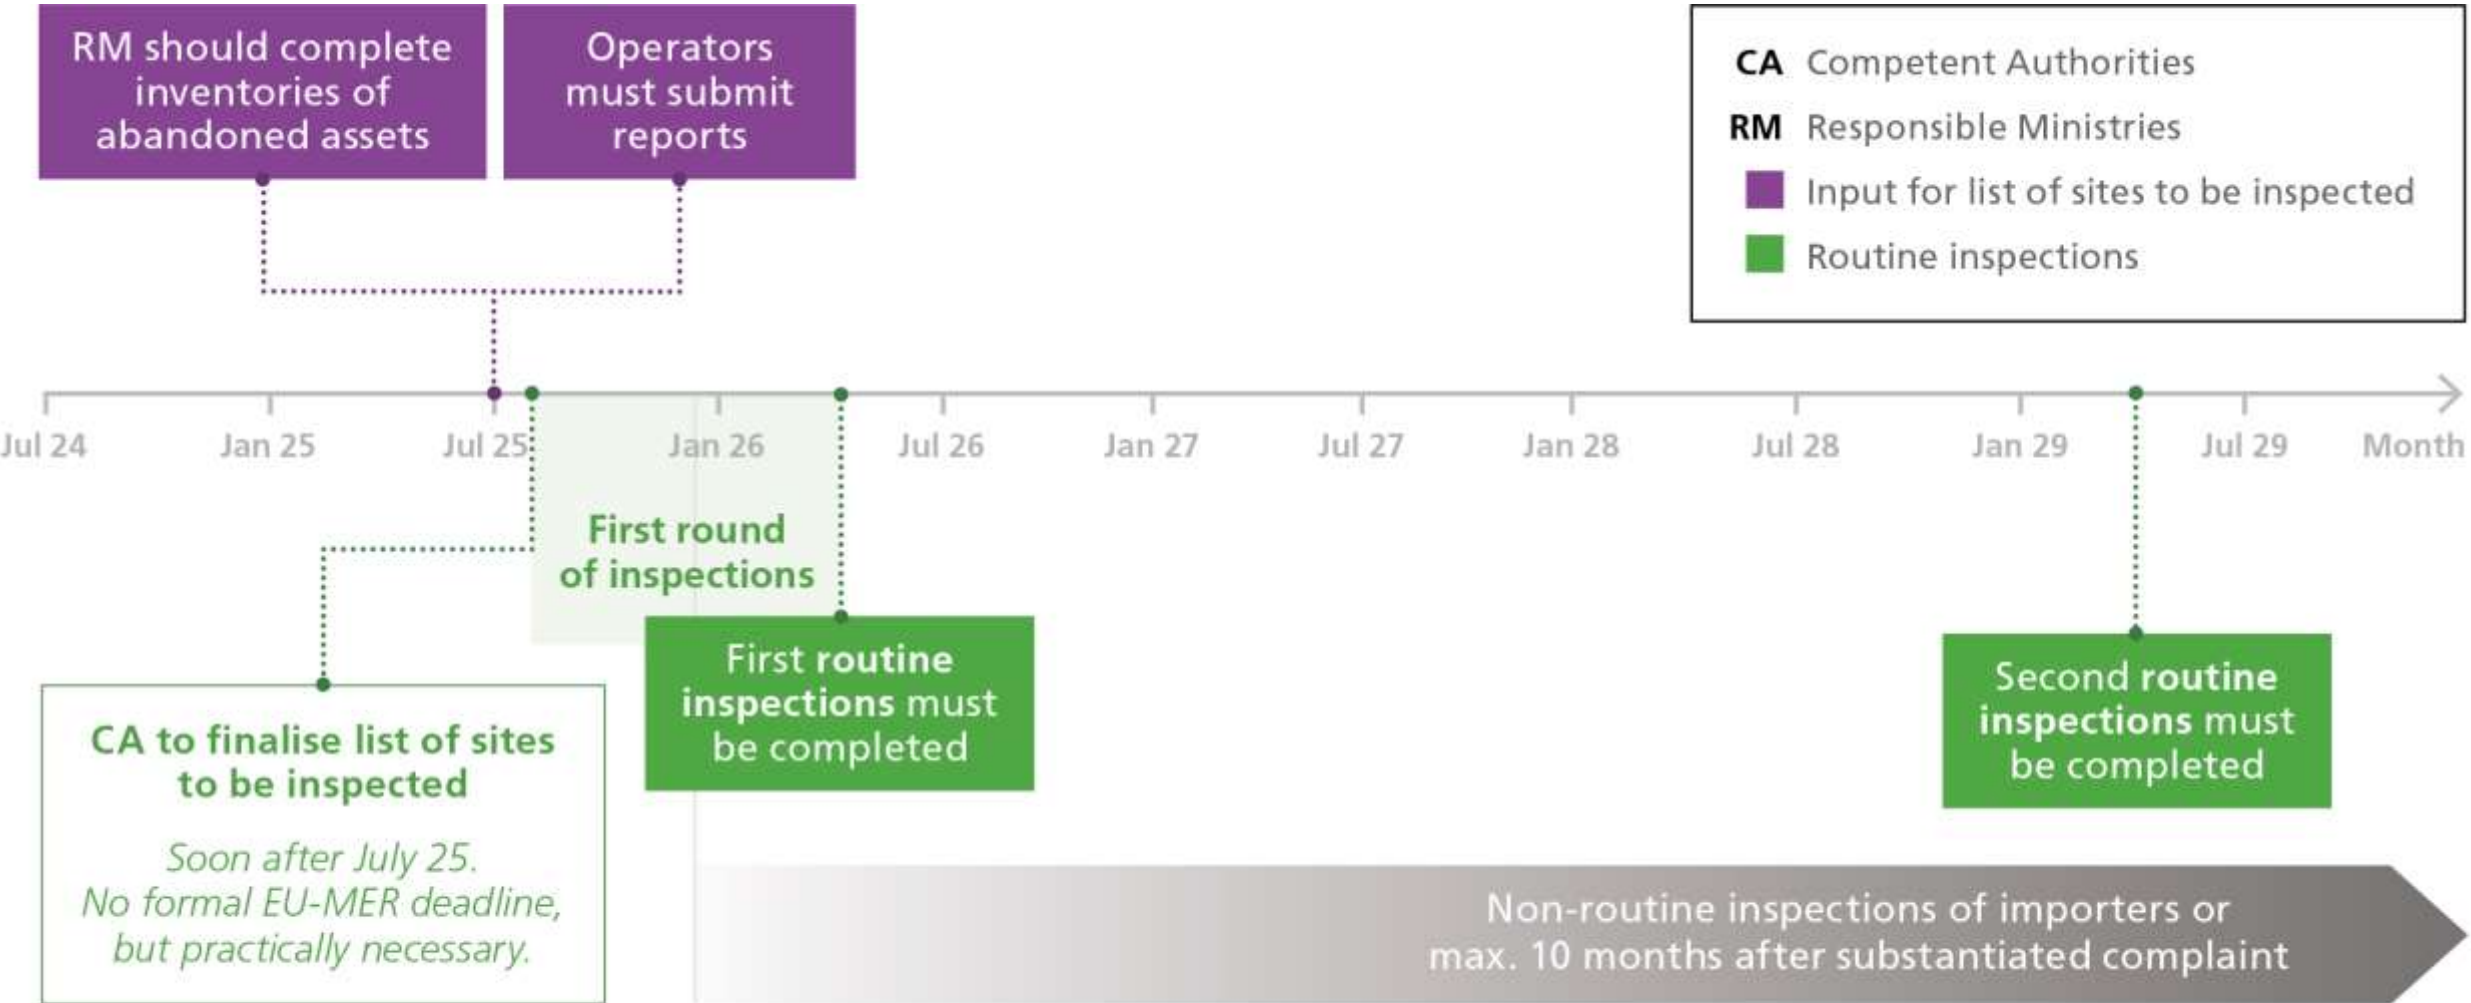 RM should complete
inventories of
abandoned assets
Operators
must submit
reports
CA Competent Authorities
RM Responsible Ministries
Input for list of sites to be inspected
Routine inspections
Jul 24
Jan 25
Jul 25
Jan 26
Jul 26
Jan 27
Jul 27
Jan 28
Jul 28
Jan 29
Jul 29
Month
First round
of inspections
First routine
inspections must
be completed
Second routine
inspections must
be completed
CA to finalise list of sites
to be inspected
Soon after July 25.
No formal EU-MER deadline,
but practically necessary.
Non-routine inspections of importers or
max. 10 months after substantiated complaint